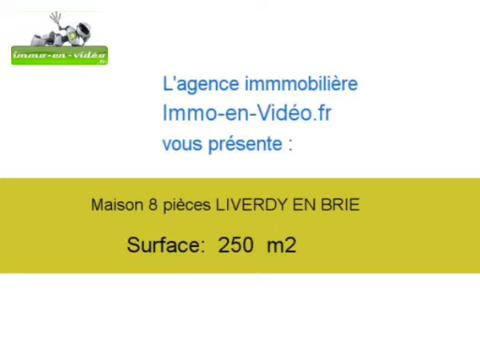 immo-en-vidéo
.fr
L'agence immmobilière
Immo-en-Vidéo.fr
vous présente :
Maison 8 pièces LIVERDY EN BRIE
Surface: 250 m2